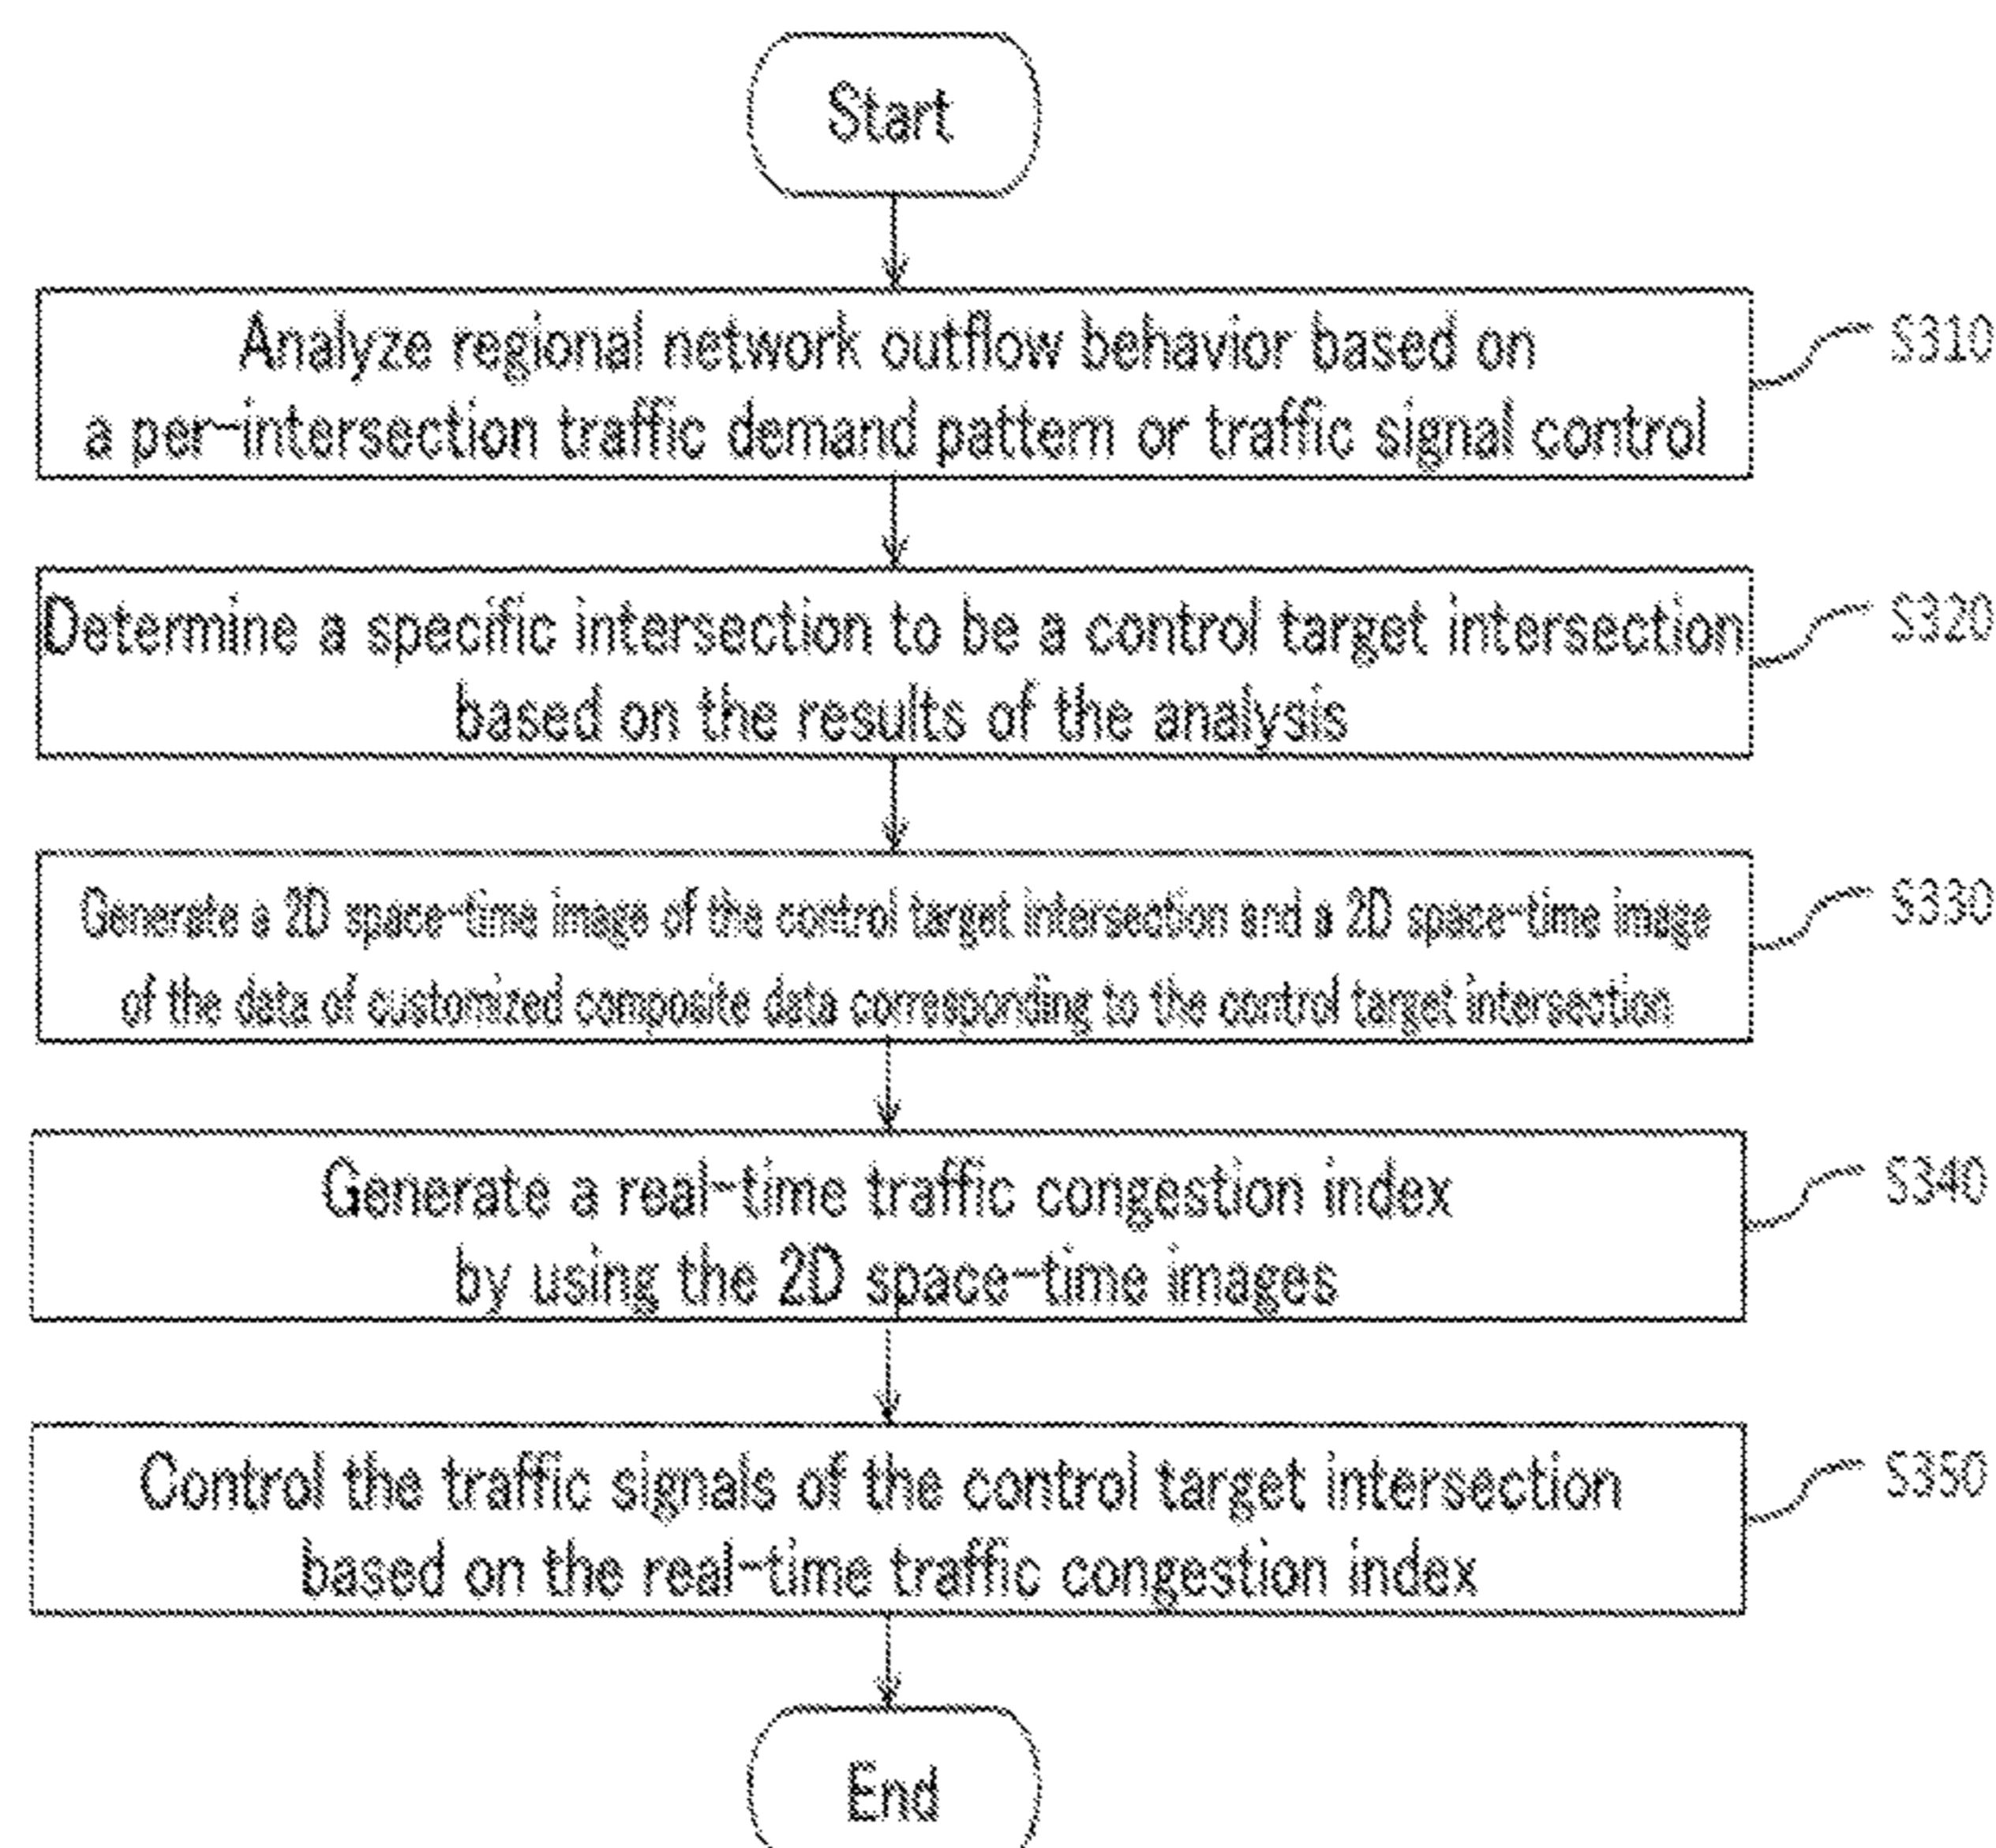 Start
Analyze regional network outflow behavior based on
a per-intersection traffic demand pattern or traffic signal control
S310
Determine a specific intersection to be a control target intersection
based on the results of the analysis
S320
Generate a 2D space-time image of the control target intersection and a 2D space-time image
of the data of customized composite data corresponding to the control target intersection
S330
Generate a real-time traffic congestion index
by using the 2D space-time images
S340
Control the traffic signals of the control target intersection
based on the real-time traffic congestion index
S350
End